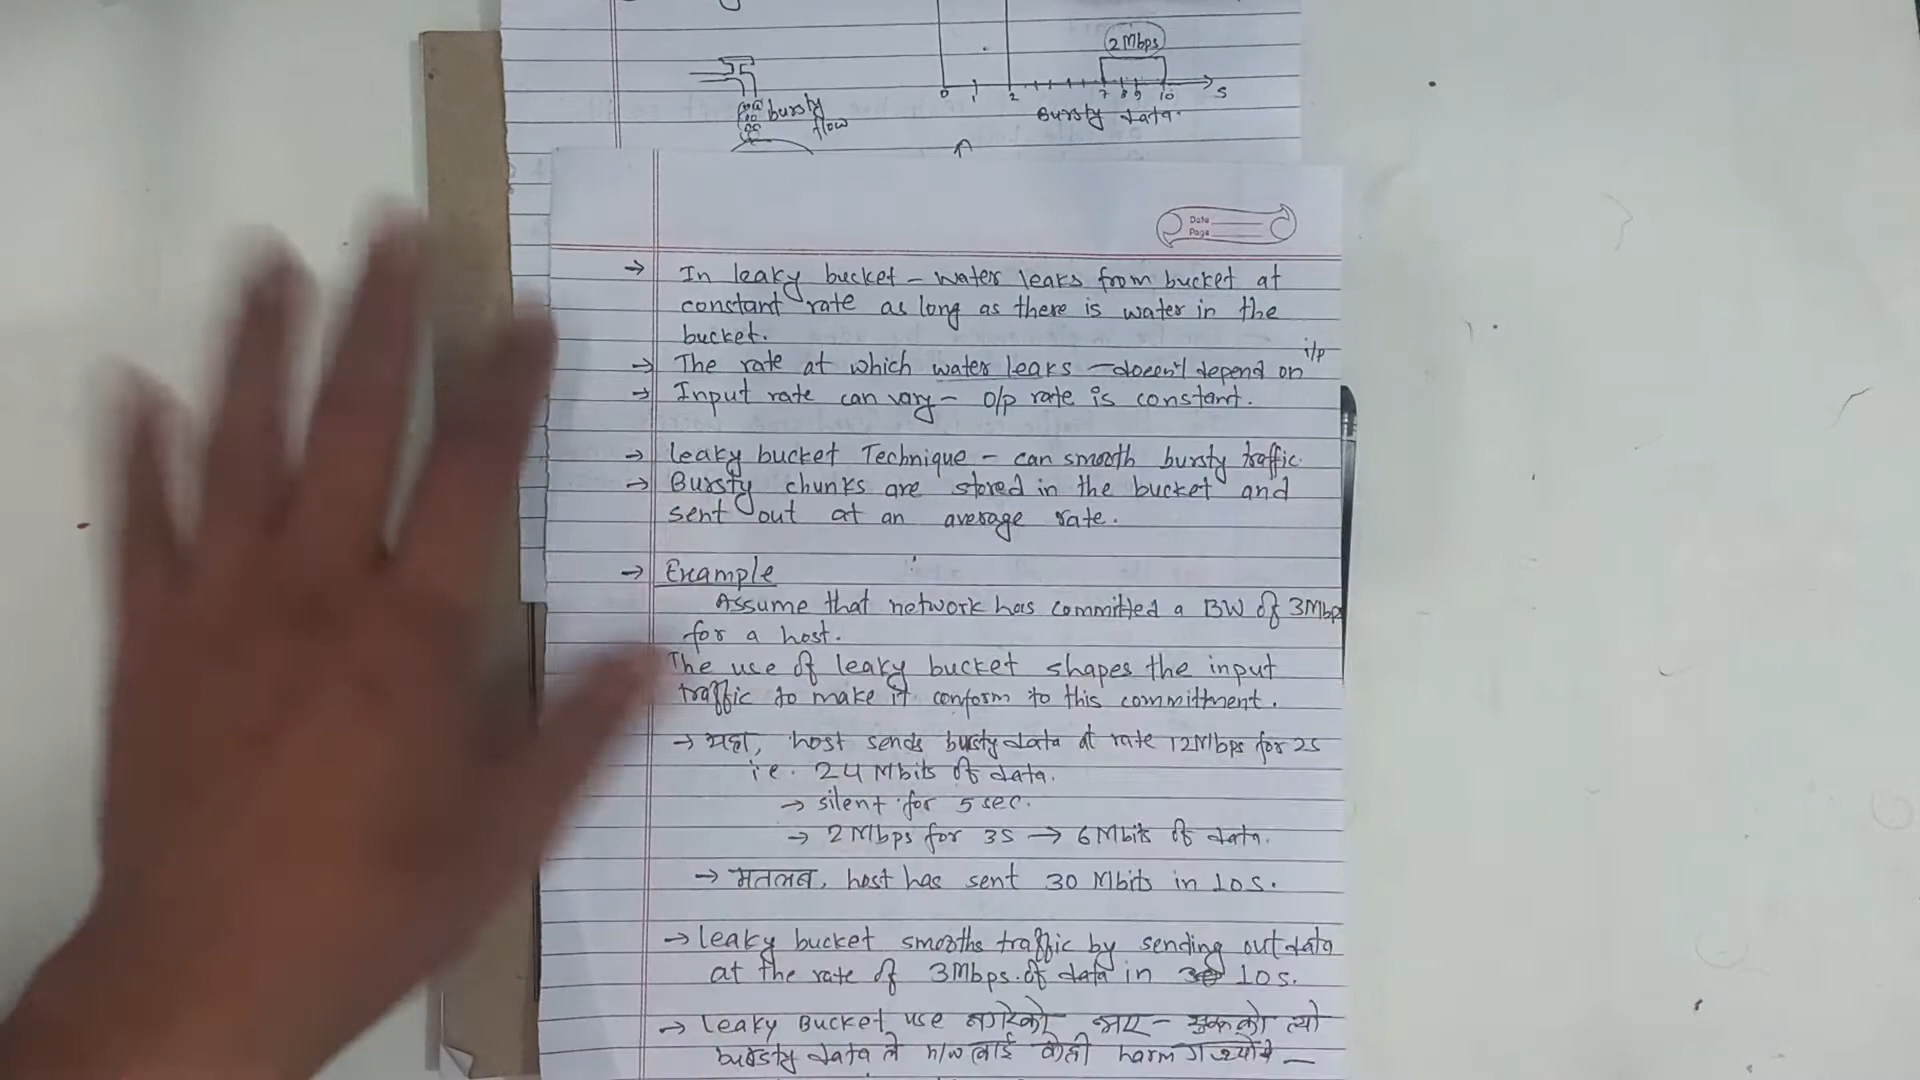 2 Mbps
0 1 2 7 8 9 10 s
bursty
flow
Bursty data.
Date
Page
→ In leaky bucket - water leaks from bucket at
constant rate as long as there is water in the
bucket.
→ The rate at which water leaks - doesn't depend on i/p
→ Input rate can vary - o/p rate is constant.
→ leaky bucket Technique - can smooth bursty traffic.
→ Bursty chunks are stored in the bucket and
sent out at an average rate.
→ Example
Assume that network has committed a BW of 3Mbp
for a host.
The use of leaky bucket shapes the input
traffic to make it conform to this committment.
→ यहा, host sends bursty data at rate 12Mbps for 2s
i.e. 24 Mbits of data.
→ silent for 5 sec.
→ 2 Mbps for 3s → 6 Mbits of data.
→ मतलब, host has sent 30 Mbits in 10s.
→ leaky bucket smooths traffic by sending out data
at the rate of 3Mbps of data in 10s.
→ leaky Bucket use नगरेको भए - त्यो
bursty data ले n/w लाई harm